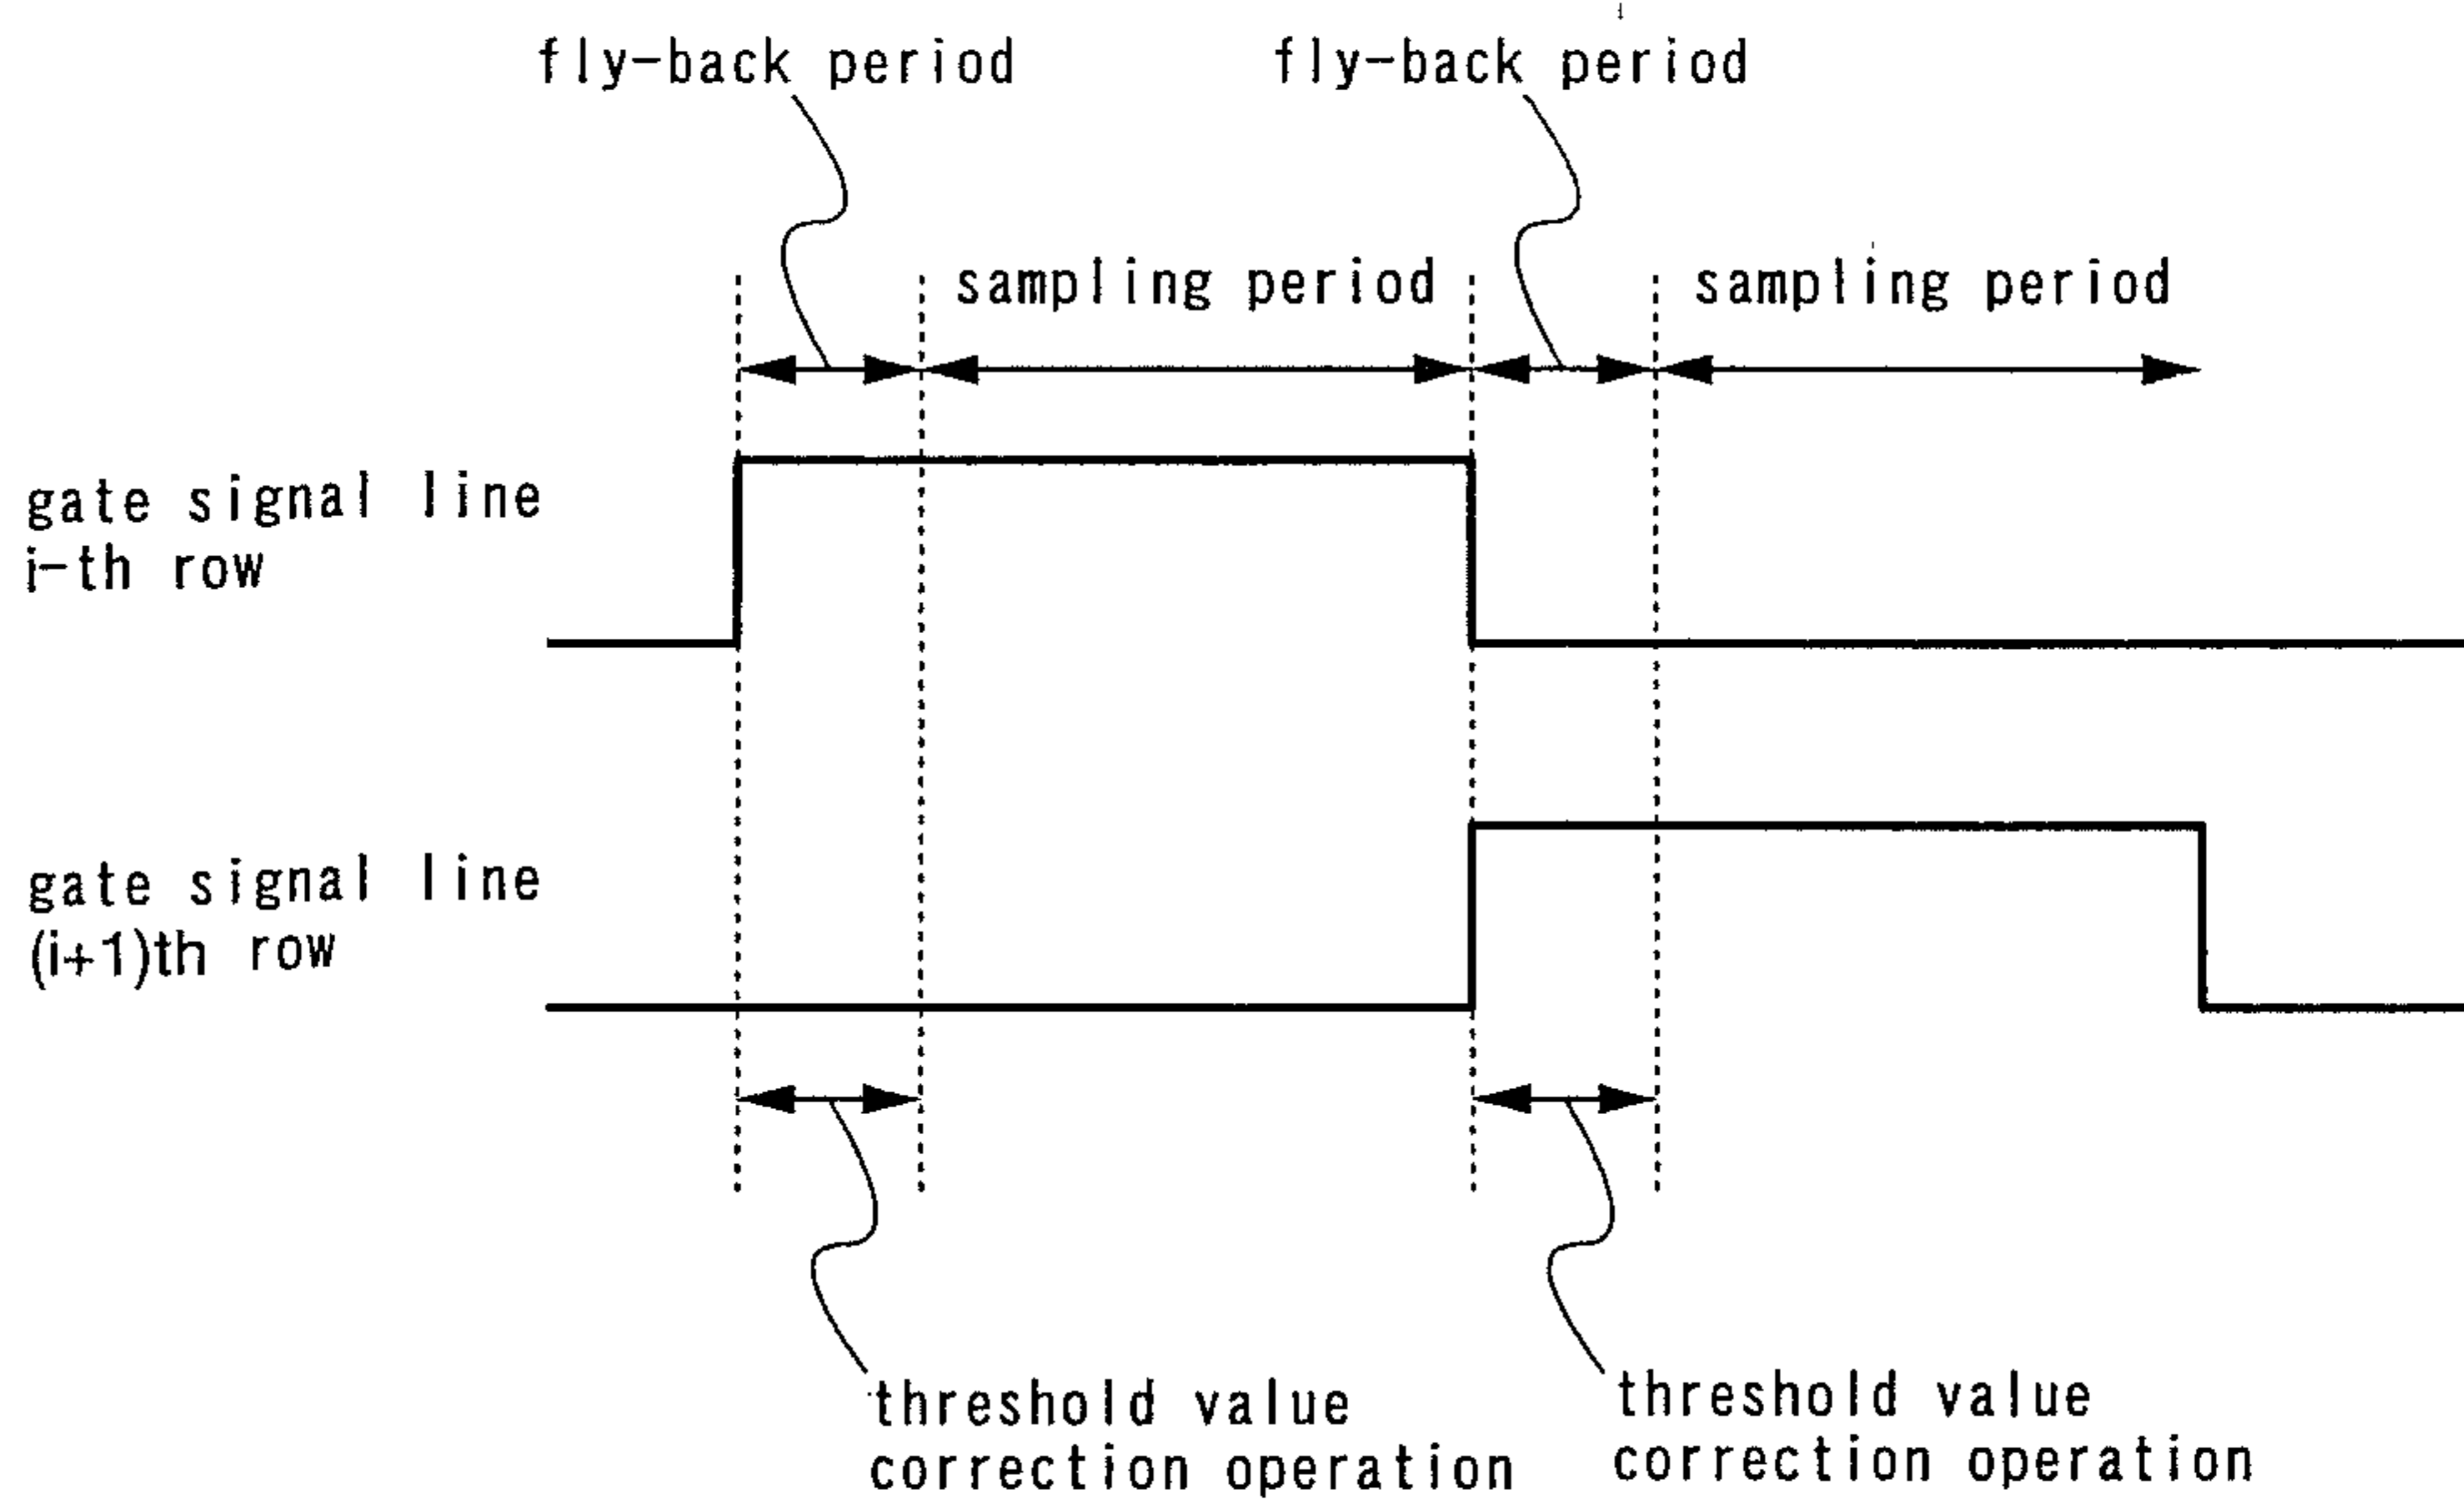 fly-back period
fly-back period
sampling period
sampling period
gate signal line
i-th row
gate signal line
(i+1)th row
threshold value
correction operation
threshold value
correction operation